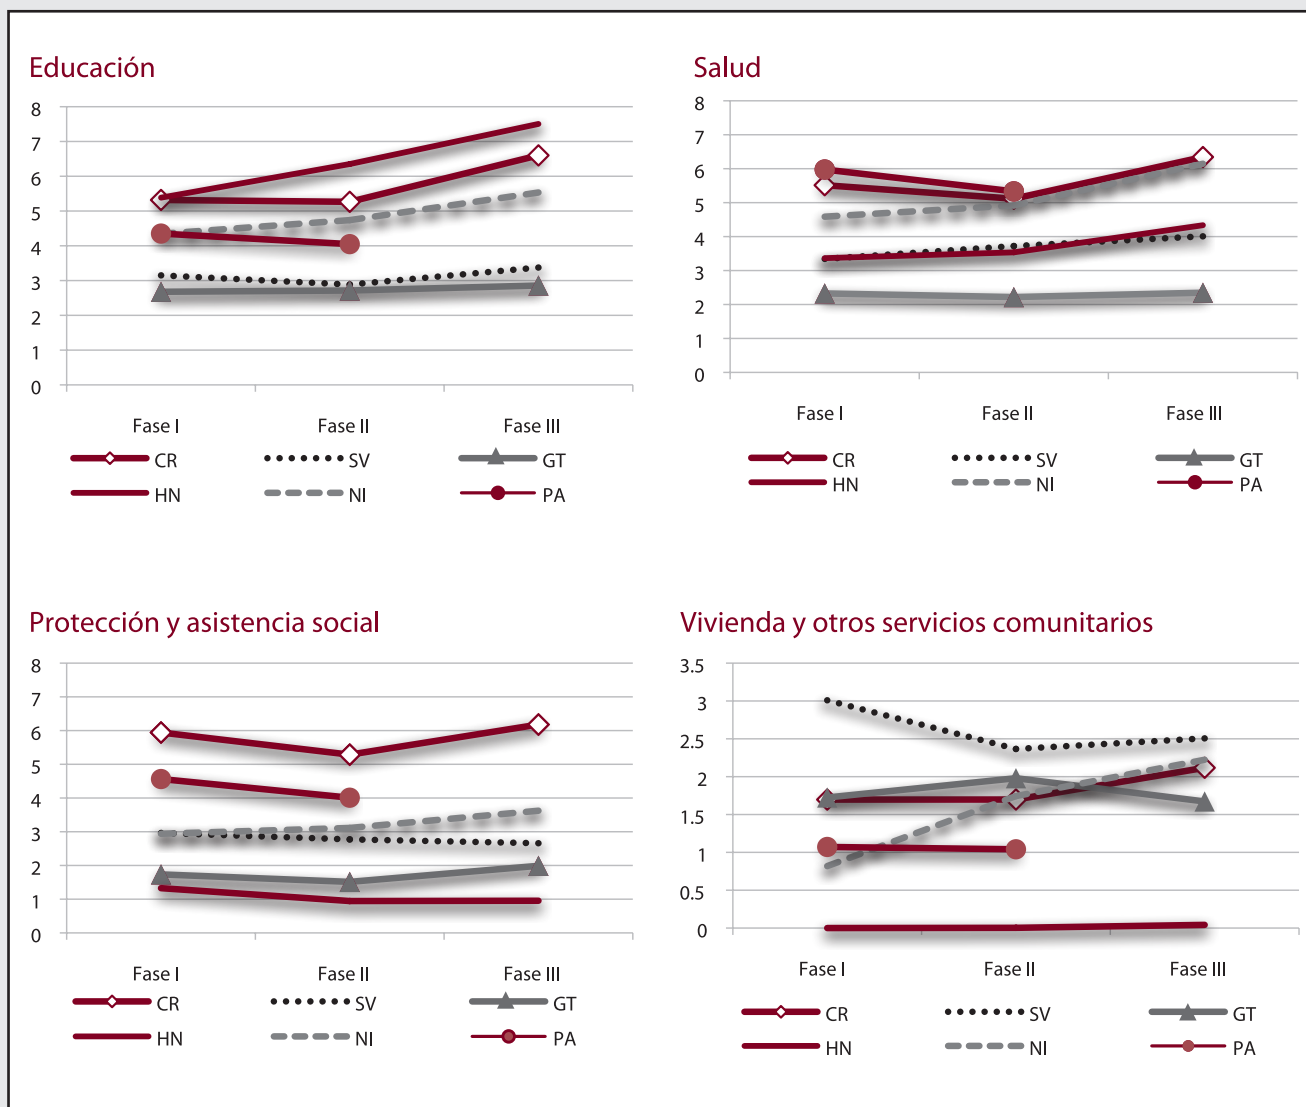 Educación
8
7
6
5
4
3
2
1
0
Fase I Fase II Fase III
CR SV GT
HN NI PA
Salud
8
7
6
5
4
3
2
1
0
Fase I Fase II Fase III
CR SV GT
HN NI PA
Protección y asistencia social
8
7
6
5
4
3
2
1
0
Fase I Fase II Fase III
CR SV GT
HN NI PA
Vivienda y otros servicios comunitarios
3.5
3
2.5
2
1.5
1
0.5
0
Fase I Fase II Fase III
CR SV GT
HN NI PA